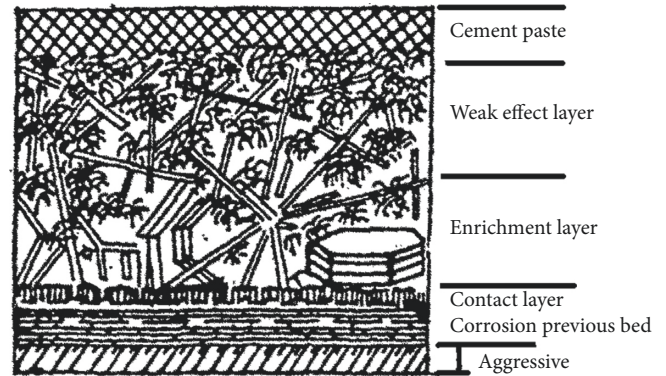 Cement paste
Weak effect layer
Enrichment layer
Contact layer
Corrosion previous bed
Aggressive